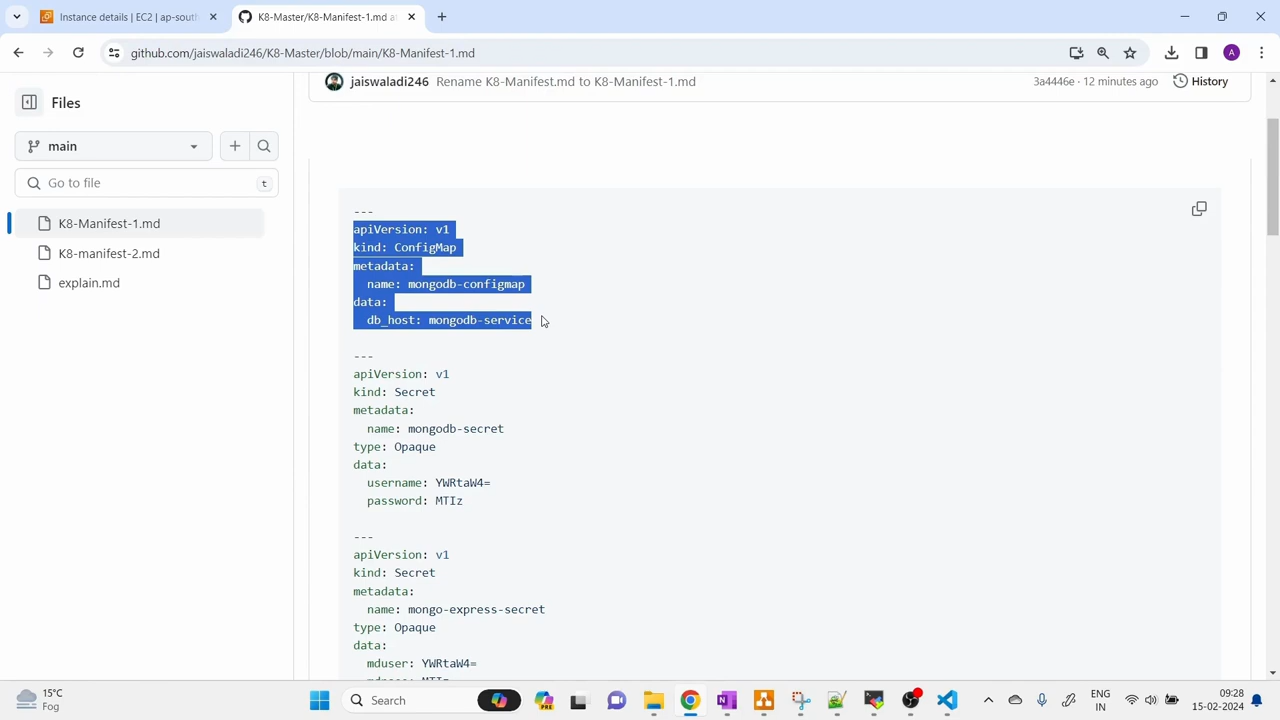 Instance details | EC2 | ap-sout
K8-Master/K8-Manifest-1.md at
github.com/jaiswaladi246/K8-Master/blob/main/K8-Manifest-1.md
A
Files
jaiswaladi246 Rename K8-Manifest.md to K8-Manifest-1.md
3a4446e · 12 minutes ago
History
main
Go to file
t
K8-Manifest-1.md
K8-manifest-2.md
explain.md
---
apiVersion: v1
kind: ConfigMap
metadata:
name: mongodb-configmap
data:
db_host: mongodb-service
---
apiVersion: v1
kind: Secret
metadata:
name: mongodb-secret
type: Opaque
data:
username: YWRtaW4=
password: MTIz
---
apiVersion: v1
kind: Secret
metadata:
name: mongo-express-secret
type: Opaque
data:
mduser: YWRtaW4=
15°C
Fog
Search
ENG
IN
09:28
15-02-2024